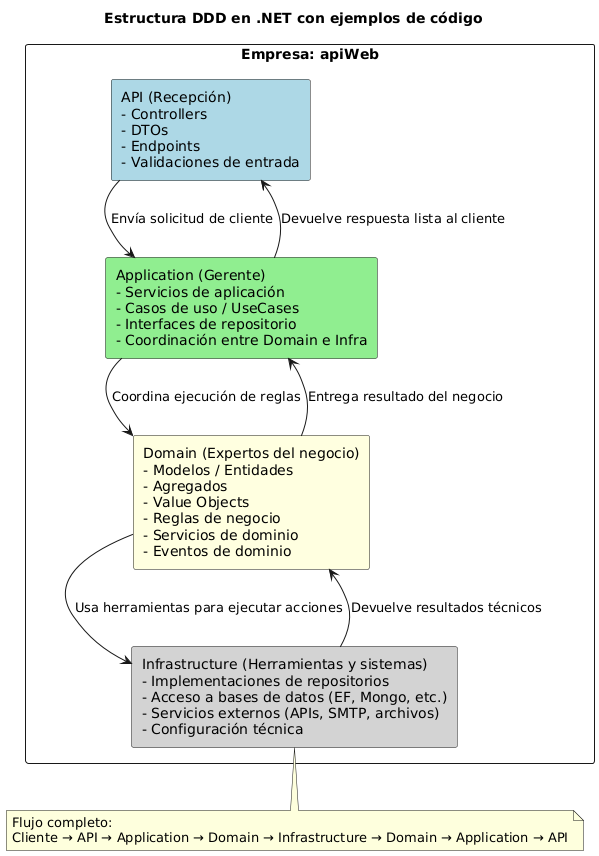 Estructura DDD en .NET con ejemplos de código
Empresa: apiWeb
API (Recepción)
- Controllers
- DTOs
- Endpoints
- Validaciones de entrada
Envía solicitud de cliente
Devuelve respuesta lista al cliente
Application (Gerente)
- Servicios de aplicación
- Casos de uso / UseCases
- Interfaces de repositorio
- Coordinación entre Domain e Infra
Coordina ejecución de reglas
Entrega resultado del negocio
Domain (Expertos del negocio)
- Modelos / Entidades
- Agregados
- Value Objects
- Reglas de negocio
- Servicios de dominio
- Eventos de dominio
Usa herramientas para ejecutar acciones
Devuelve resultados técnicos
Infrastructure (Herramientas y sistemas)
- Implementaciones de repositorios
- Acceso a bases de datos (EF, Mongo, etc.)
- Servicios externos (APIs, SMTP, archivos)
- Configuración técnica
Flujo completo:
Cliente → API → Application → Domain → Infrastructure → Domain → Application → API